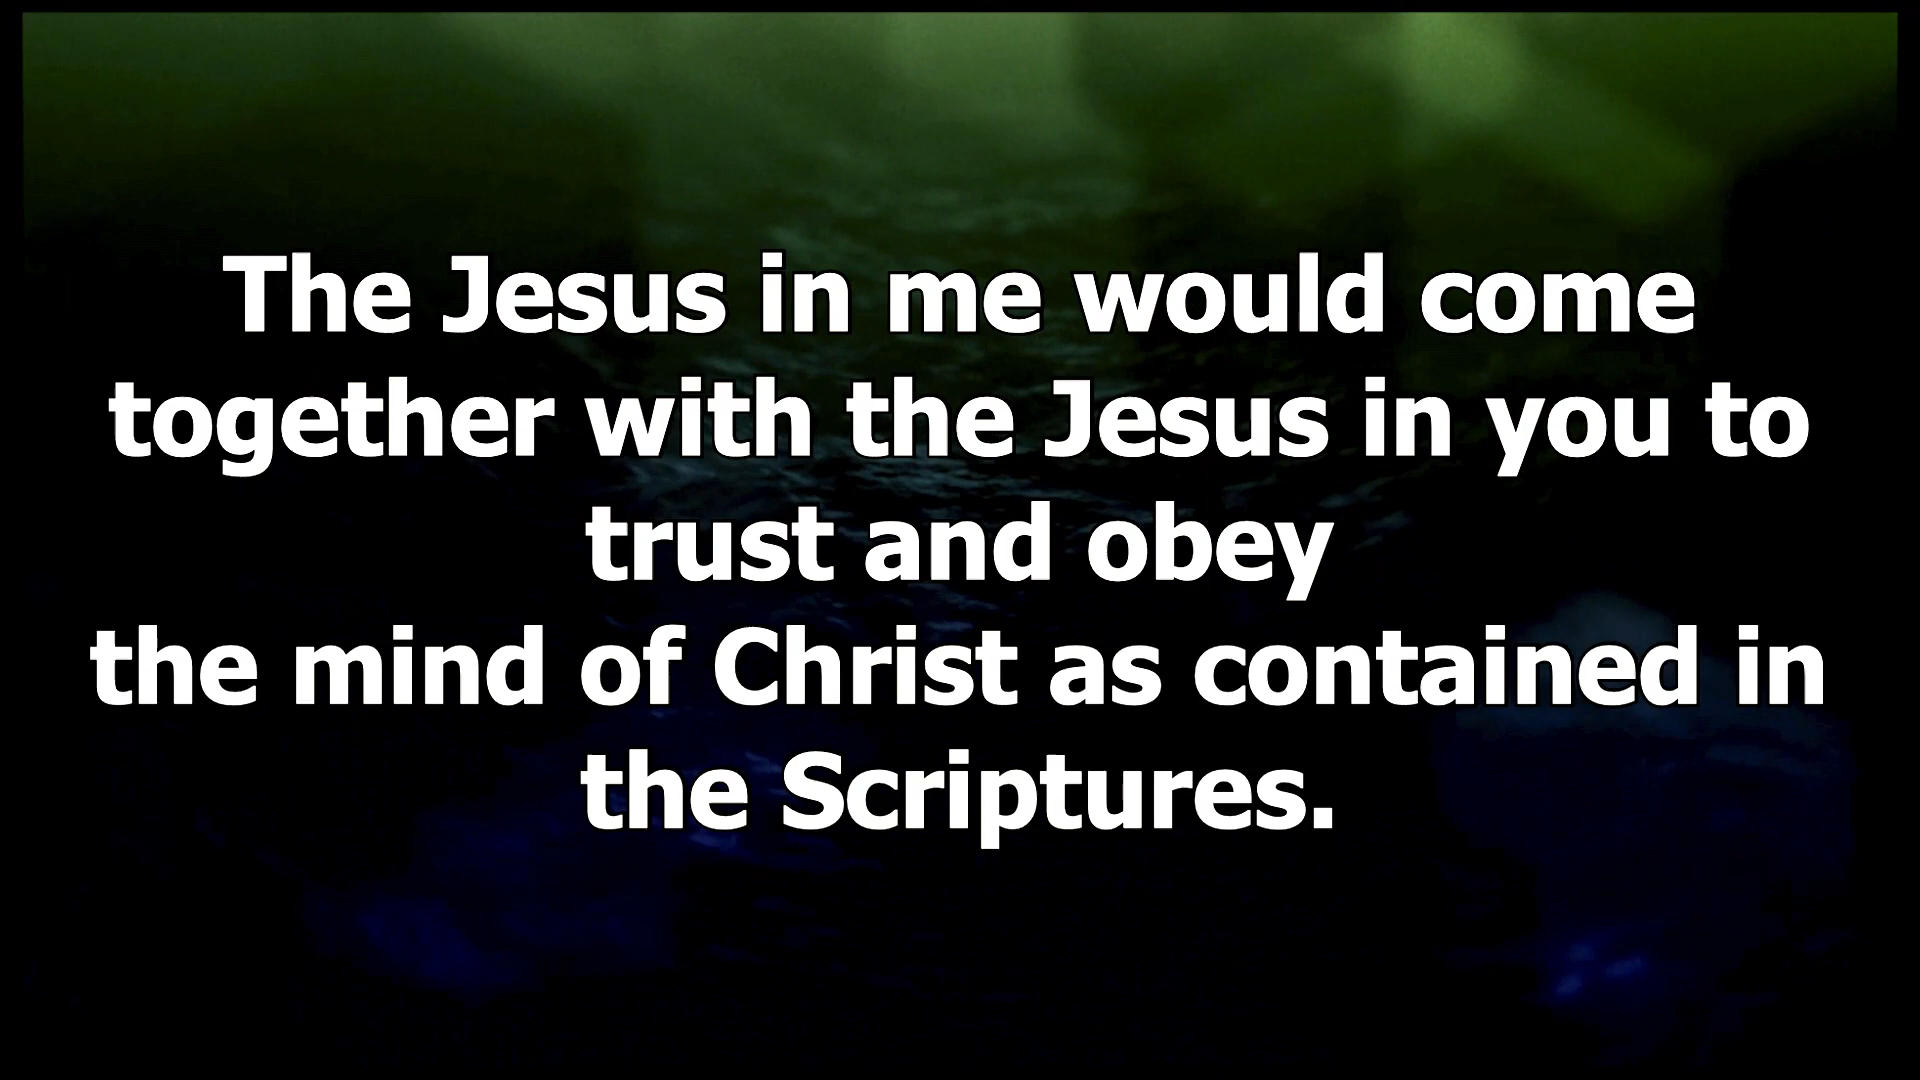 The Jesus in me would come
together with the Jesus in you to
trust and obey
the mind of Christ as contained in
the Scriptures.